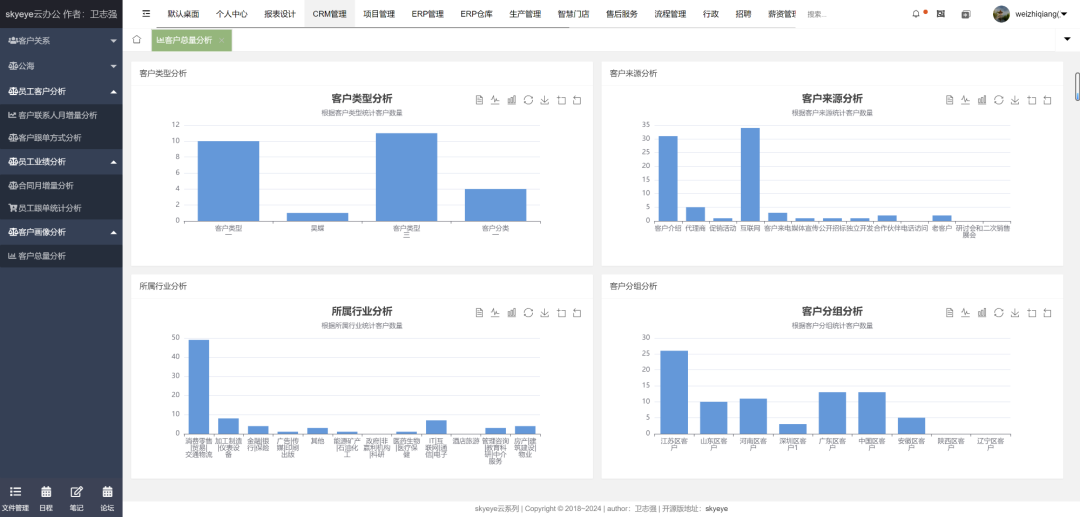 skyeye云办公 作者：卫志强
默认桌面 个人中心 报表设计 CRM管理 项目管理 ERP管理 ERP仓库 生产管理 智慧门店 售后服务 流程管理 行政 招聘 薪资管理 搜索... weizhiqiang(
客户关系
公海
员工客户分析
客户联系人月增量分析
客户跟单方式分析
员工业绩分析
合同月增量分析
员工跟单统计分析
客户画像分析
客户总量分析
文件管理 日程 笔记 论坛
客户总量分析 ×
客户类型分析
客户类型分析
根据客户类型统计客户数量
12
10
8
6
4
2
0
客户类型一 吴媒 客户类型三 客户分类一
客户来源分析
客户来源分析
根据客户来源统计客户数量
35
30
25
20
15
10
5
0
客户介绍 代理商 促销活动 互联网 客户来电 媒体宣传 公开招标 独立开发 合作伙伴 电话访问 老客户 研讨会和展会 二次销售
所属行业分析
所属行业分析
根据所属行业统计客户数量
50
40
30
20
10
0
消费零售|贸易|交通物流 加工制造|仪表设备 金融|银行|保险 广告|传媒|印刷出版 其他 能源矿产|石油化工 政府|非赢利机构|科研 医药生物|医疗保健 IT|互联网|通信|电子 酒店旅游 管理咨询|教育科研|中介服务 房产|建筑建设|物业
客户分组分析
客户分组分析
根据客户分组统计客户数量
30
25
20
15
10
5
0
江苏区客户 山东区客户 河南区客户 深圳区客户1 广东区客户 中国区客户 安徽区客户 陕西区客户 辽宁区客户
skyeye云系列 | Copyright © 2018~2024 | author：卫志强 | 开源版地址：skyeye